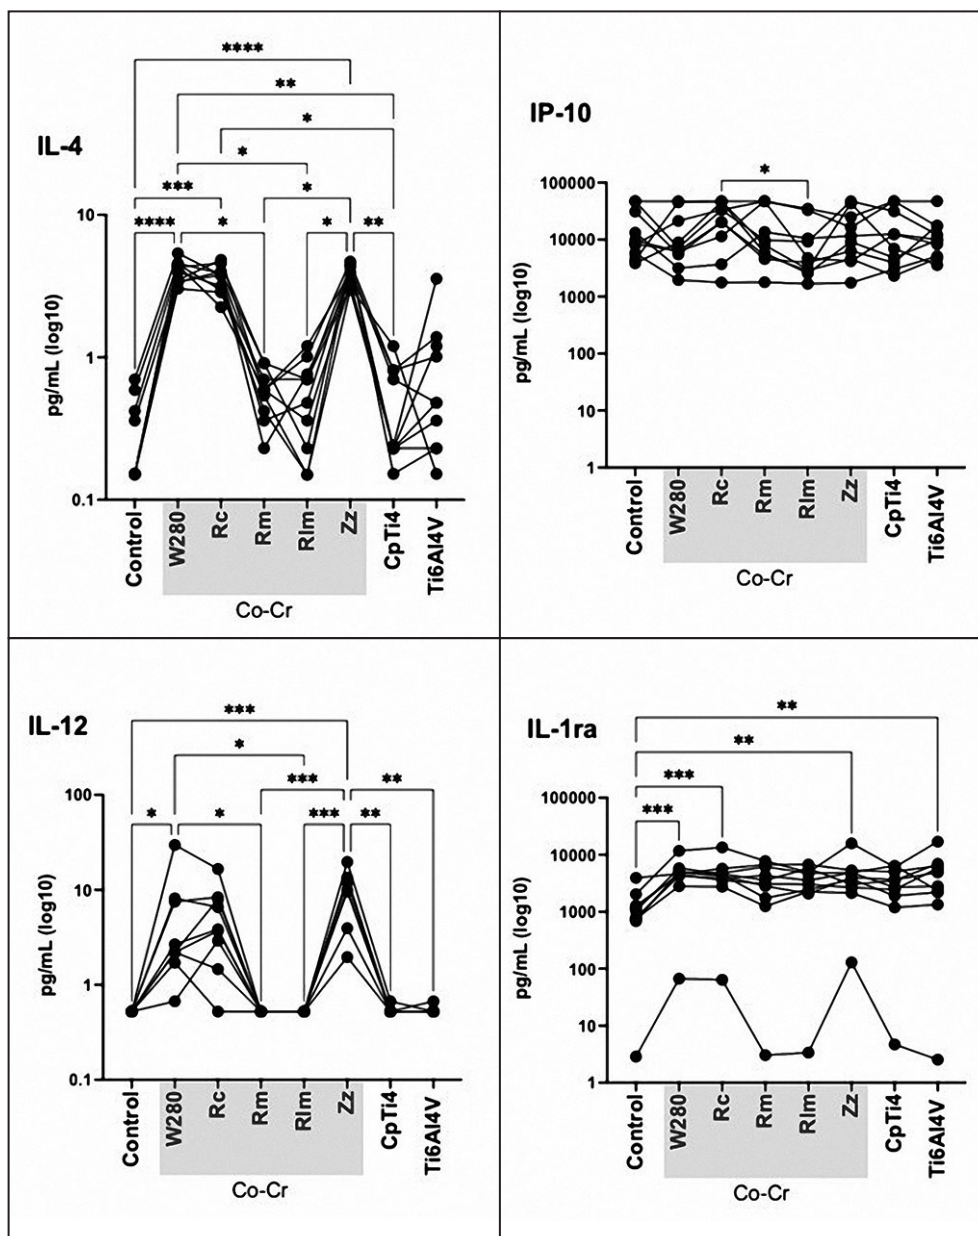 IL-4
pg/mL (log10)
****
**
*
*
***
*
****
*
*
**
10
1
0.1
Control
W280
Rc
Rm
Rlm
Zz
CpTi4
Ti6Al4V
Co-Cr
IP-10
pg/mL (log10)
*
100000
10000
1000
100
10
1
Control
W280
Rc
Rm
Rlm
Zz
CpTi4
Ti6Al4V
Co-Cr
IL-12
pg/mL (log10)
***
*
***
**
*
*
***
**
100
10
1
0.1
Control
W280
Rc
Rm
Rlm
Zz
CpTi4
Ti6Al4V
Co-Cr
IL-1ra
pg/mL (log10)
**
**
***
***
100000
10000
1000
100
10
1
Control
W280
Rc
Rm
Rlm
Zz
CpTi4
Ti6Al4V
Co-Cr